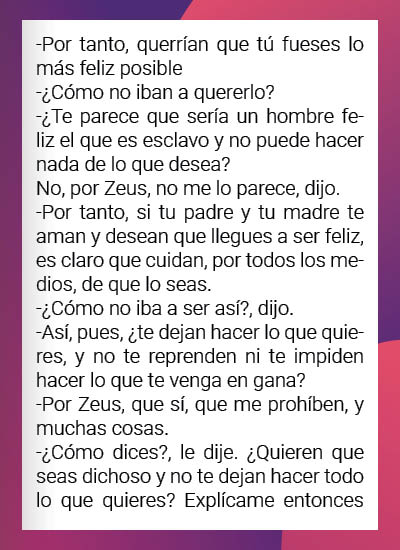 -Por tanto, querrían que tú fueses lo
más feliz posible
-¿Cómo no iban a quererlo?
-¿Te parece que sería un hombre fe-
liz el que es esclavo y no puede hacer
nada de lo que desea?
No, por Zeus, no me lo parece, dijo.
-Por tanto, si tu padre y tu madre te
aman y desean que llegues a ser feliz,
es claro que cuidan, por todos los me-
dios, de que lo seas.
-¿Cómo no iba a ser así?, dijo.
-Así, pues, ¿te dejan hacer lo que quie-
res, y no te reprenden ni te impiden
hacer lo que te venga en gana?
-Por Zeus, que sí, que me prohíben, y
muchas cosas.
-¿Cómo dices?, le dije. ¿Quieren que
seas dichoso y no te dejan hacer todo
lo que quieres? Explícame entonces